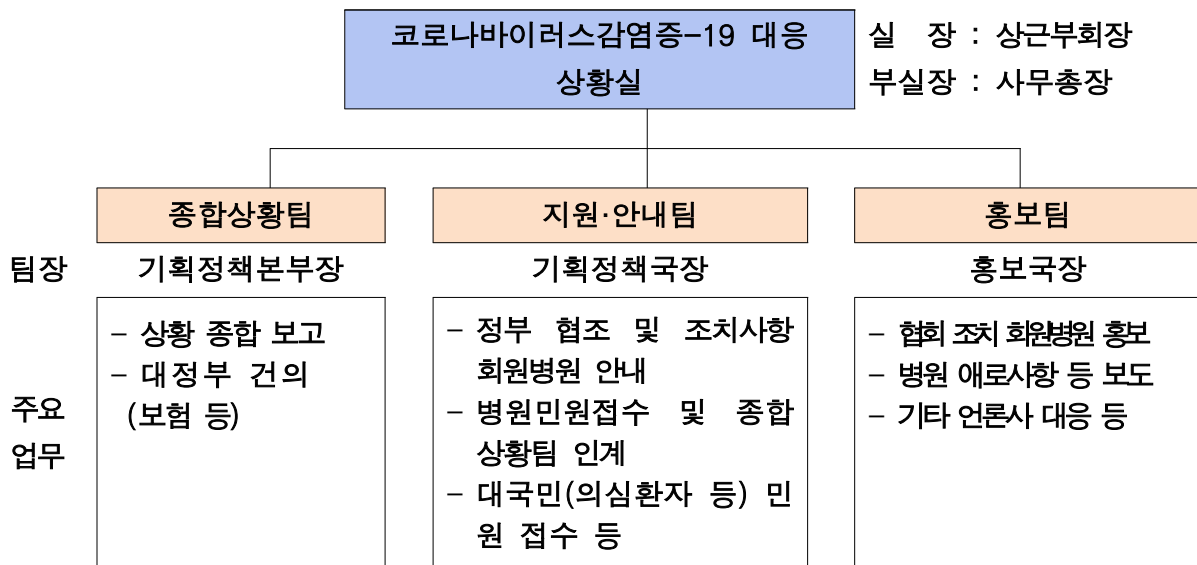 코로나바이러스감염증-19 대응
상황실
실 장 : 상근부회장
부실장 : 사무총장
종합상황팀
지원·안내팀
홍보팀
팀장
기획정책본부장
기획정책국장
홍보국장
주요
업무
- 상황 종합 보고
- 대정부 건의
(보험 등)
- 정부 협조 및 조치사항
회원병원 안내
- 병원민원접수 및 종합
상황팀 인계
- 대국민(의심환자 등) 민
원 접수 등
- 협회 조치 회원병원 홍보
- 병원 애로사항 등 보도
- 기타 언론사 대응 등